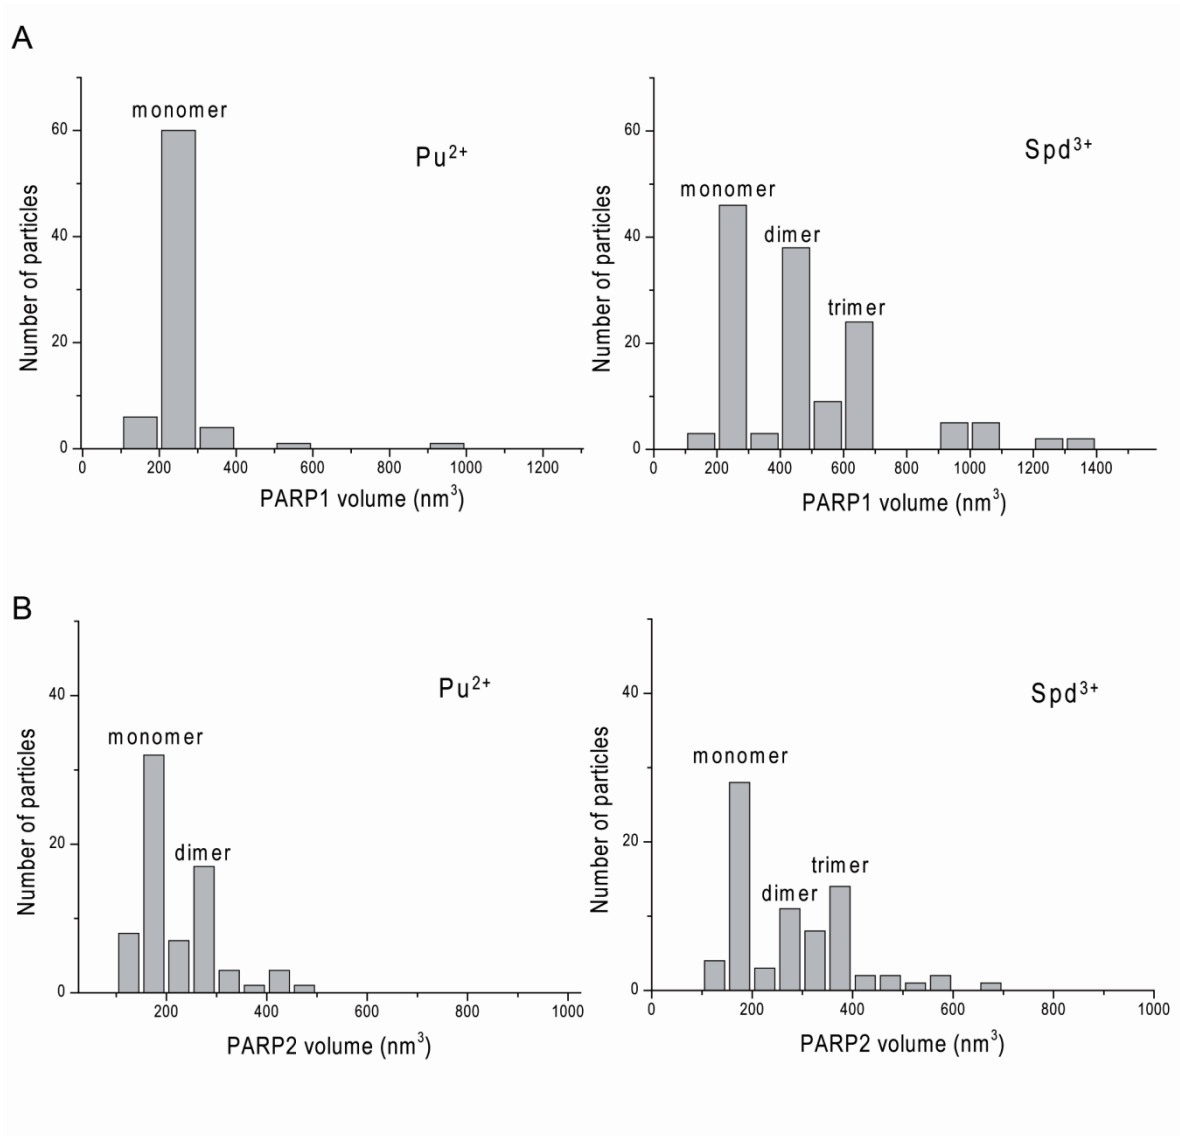 A
monomer
Pu²⁺
60
40
20
0
Number of particles
0 200 400 600 800 1000 1200
PARP1 volume (nm³)
monomer
dimer
trimer
Spd³⁺
60
40
20
0
Number of particles
0 200 400 600 800 1000 1200 1400
PARP1 volume (nm³)
B
monomer
dimer
Pu²⁺
40
20
0
Number of particles
200 400 600 800 1000
PARP2 volume (nm³)
monomer
dimer
trimer
Spd³⁺
40
20
0
Number of particles
0 200 400 600 800 1000
PARP2 volume (nm³)